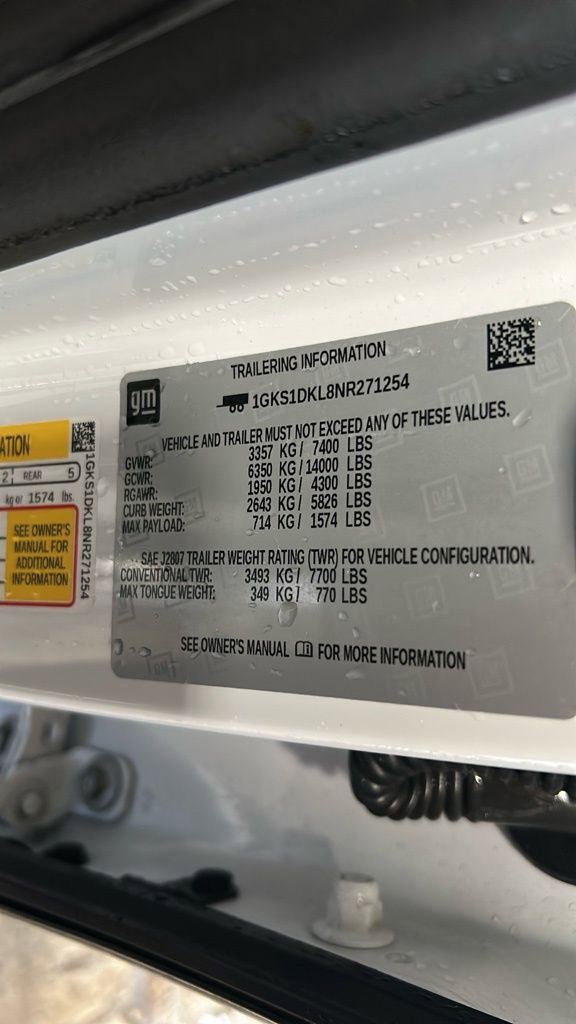 TRAILERING INFORMATION
gm
1GKS1DKL8NR271254
VEHICLE AND TRAILER MUST NOT EXCEED ANY OF THESE VALUES.
GVWR: 3357 KG/ 7400 LBS
GCWR: 6350 KG/14000 LBS
RGAWR: 1950 KG/ 4300 LBS
CURB WEIGHT: 2643 KG/ 5826 LBS
MAX PAYLOAD: 714 KG/ 1574 LBS
SAE J2807 TRAILER WEIGHT RATING (TWR) FOR VEHICLE CONFIGURATION.
CONVENTIONAL TWR: 3493 KG/ 7700 LBS
MAX TONGUE WEIGHT: 349 KG/ 770 LBS
SEE OWNER'S MANUAL FOR MORE INFORMATION
ATION
2 REAR 5
kg or 1574 lbs.
SEE OWNER'S
MANUAL FOR
ADDITIONAL
INFORMATION
1GKS1DKL8NR271254